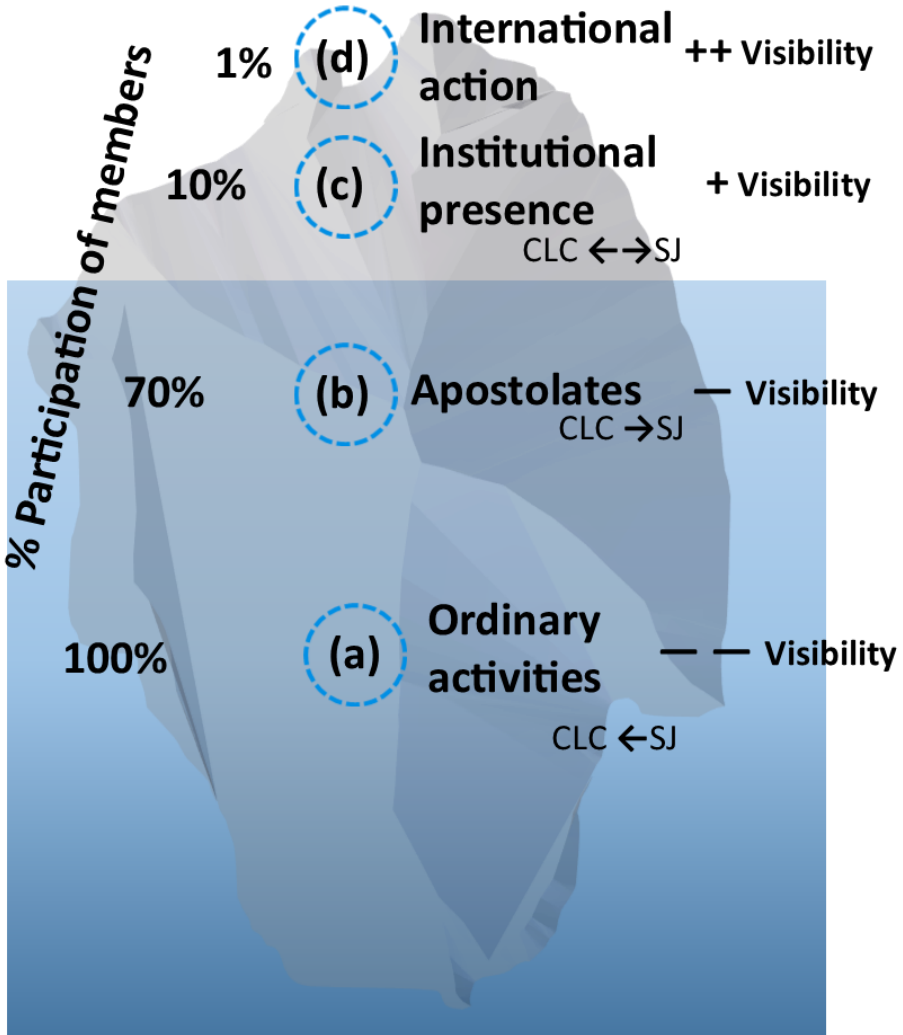 % Participation of members
1%
(d)
International
action
++ Visibility
10%
(c)
Institutional
presence
+ Visibility
CLC ←→SJ
70%
(b)
Apostolates
— Visibility
CLC →SJ
100%
(a)
Ordinary
activities
— — Visibility
CLC ←SJ